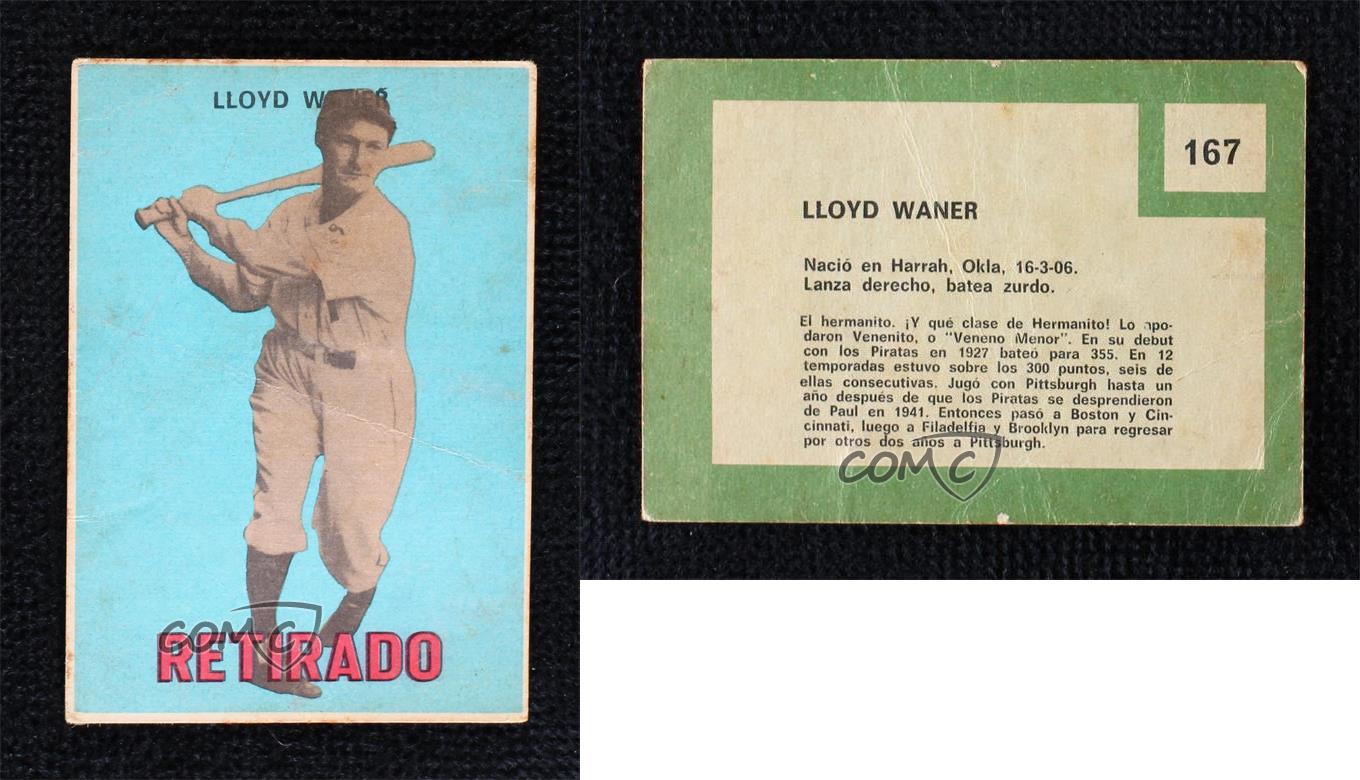 LLOYD WANER
COMC
RETIRADO
167
LLOYD WANER
Nació en Harrah, Okla, 16-3-06.
Lanza derecho, batea zurdo.
El hermanito. ¡Y qué clase de Hermanito! Lo apo-
daron Venenito, o "Veneno Menor". En su debut
con los Piratas en 1927 bateó para 355. En 12
temporadas estuvo sobre los 300 puntos, seis de
ellas consecutivas. Jugó con Pittsburgh hasta un
año después de que los Piratas se desprendieron
de Paul en 1941. Entonces pasó a Boston y Cin-
cinnati, luego a Filadelfia y Brooklyn para regresar
por otros dos años a Pittsburgh.
COMC